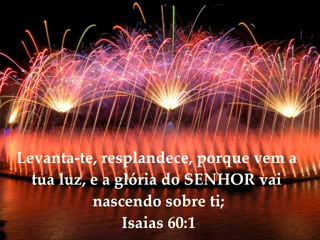 Levanta-te, resplandece, porque vem a
tua luz, e a glória do SENHOR vai
nascendo sobre ti;
Isaias 60:1